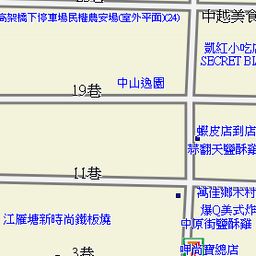 高架橋下停車場民權農安場(室外平面)(24)
中越美食
凱紅小吃店
SECRET BL
中山逸園
19巷
蝦皮店到店
蒜翻天鹽酥雞
11巷
萬佳鄉米村
爆Q美式炸
江雁塘新時尚鐵板燒
中原街鹽酥雞
3巷
呷尚寶總店